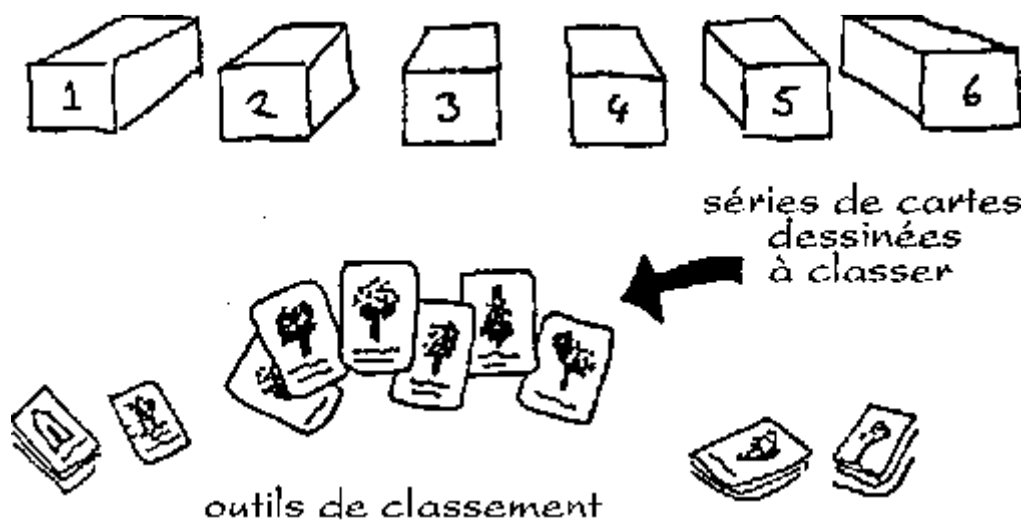 1 2 3 4 5 6
séries de cartes
dessinées
à classer
outils de classement